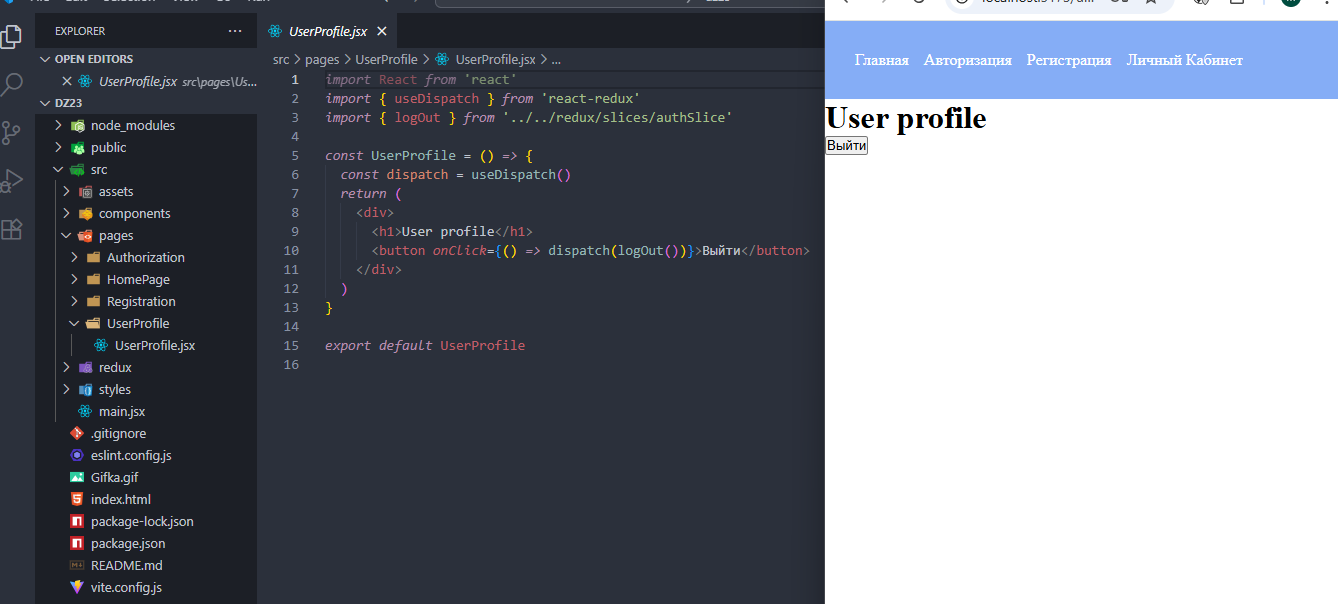 EXPLORER
OPEN EDITORS
UserProfile.jsx src\pages\Us...
DZ23
node_modules
public
src
assets
components
pages
Authorization
HomePage
Registration
UserProfile
UserProfile.jsx
redux
styles
main.jsx
.gitignore
eslint.config.js
Gifka.gif
index.html
package-lock.json
package.json
README.md
vite.config.js
UserProfile.jsx
src > pages > UserProfile > UserProfile.jsx > ...
1 import React from 'react'
2 import { useDispatch } from 'react-redux'
3 import { logOut } from '../../redux/slices/authSlice'
4
5 const UserProfile = () => {
6 const dispatch = useDispatch()
7 return (
8 <div>
9 <h1>User profile</h1>
10 <button onClick={() => dispatch(logOut())}>Выйти</button>
11 </div>
12 )
13 }
14
15 export default UserProfile
16
Главная Авторизация Регистрация Личный Кабинет
User profile
Выйти